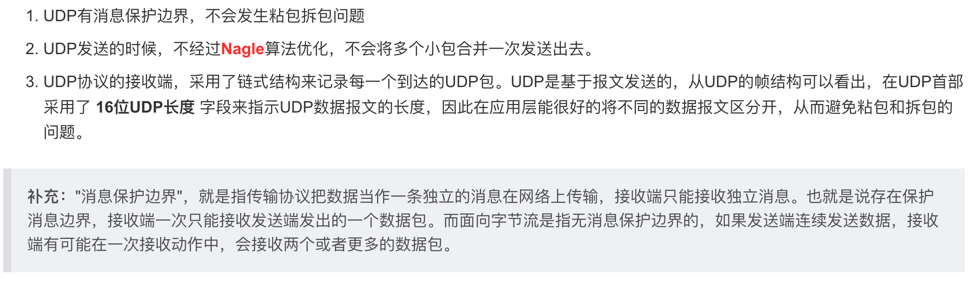 1. UDP有消息保护边界，不会发生粘包拆包问题
2. UDP发送的时候，不经过Nagle算法优化，不会将多个小包合并一次发送出去。
3. UDP协议的接收端，采用了链式结构来记录每一个到达的UDP包。UDP是基于报文发送的，从UDP的帧结构可以看出，在UDP首部
采用了 16位UDP长度 字段来指示UDP数据报文的长度，因此在应用层能很好的将不同的数据报文区分开，从而避免粘包和拆包的
问题。
补充："消息保护边界"，就是指传输协议把数据当作一条独立的消息在网络上传输，接收端只能接收独立消息。也就是说存在保护
消息边界，接收端一次只能接收发送端发出的一个数据包。而面向字节流是指无消息保护边界的，如果发送端连续发送数据，接收
端有可能在一次接收动作中，会接收两个或者更多的数据包。